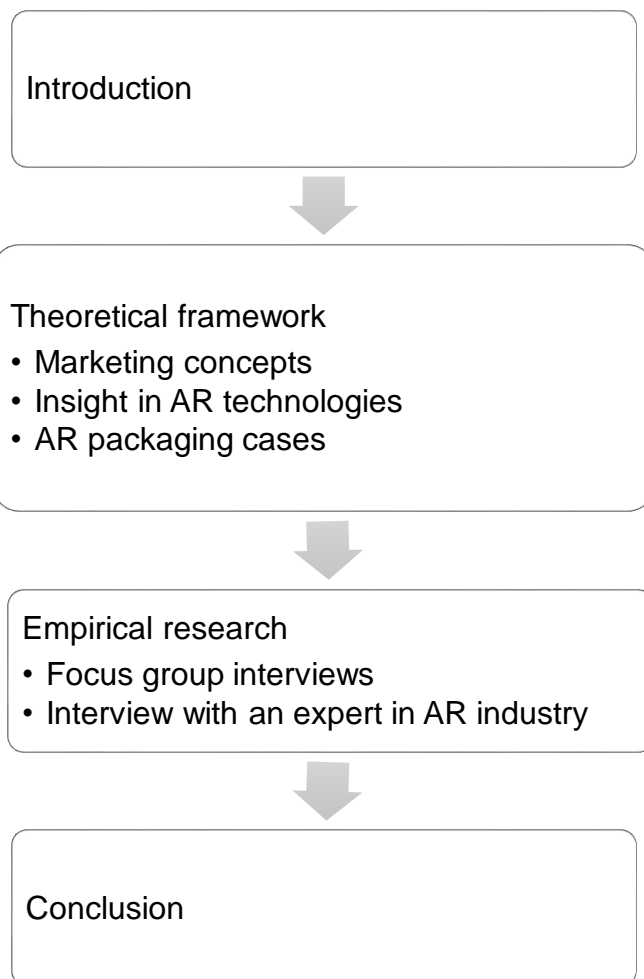 Introduction
Theoretical framework
• Marketing concepts
• Insight in AR technologies
• AR packaging cases
Empirical research
• Focus group interviews
• Interview with an expert in AR industry
Conclusion